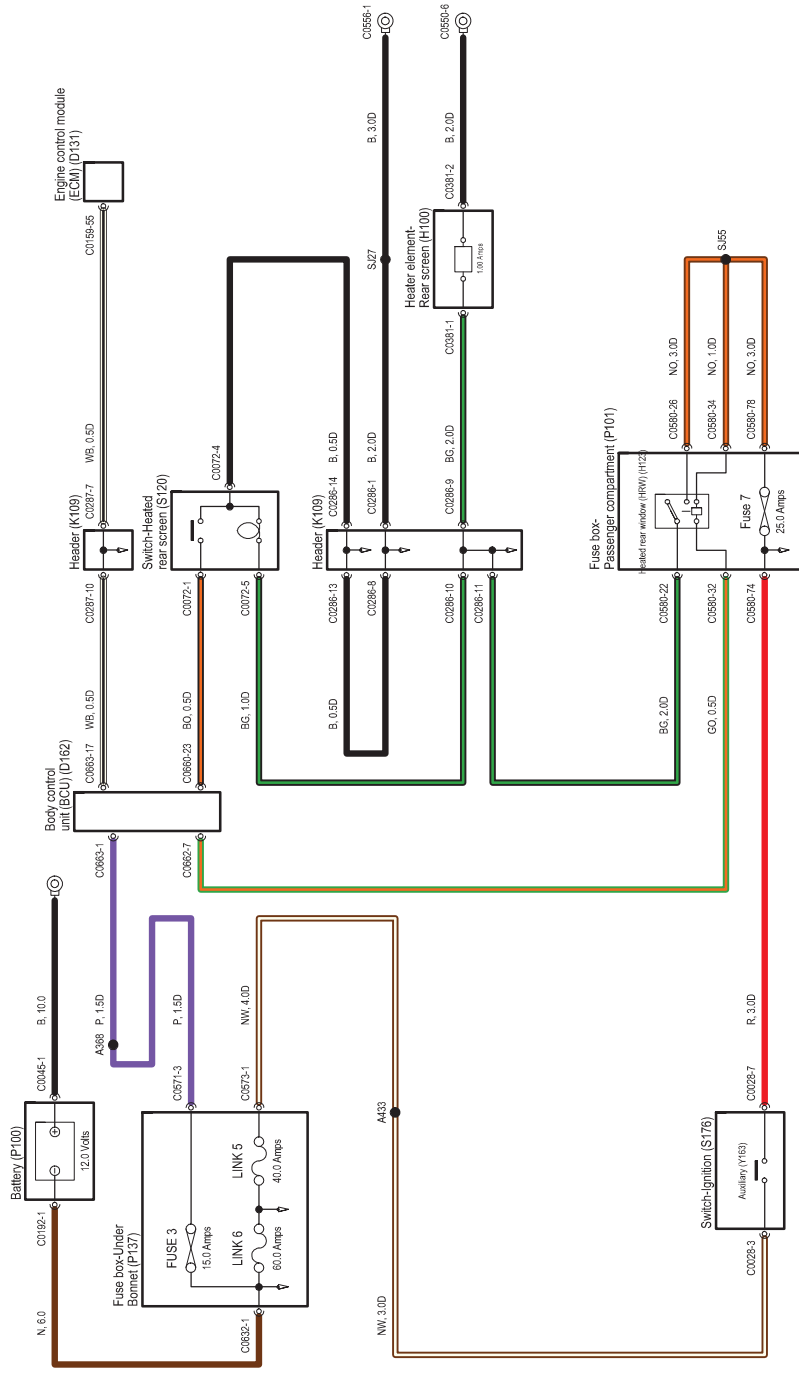 Battery (P100)
12.0 Volts
C0192-1
C0045-1
N, 6.0
B, 10.0
Fuse box-Under
Bonnet (P137)
FUSE 3
15.0 Amps
LINK 6
60.0 Amps
LINK 5
40.0 Amps
C0632-1
C0571-3
C0573-1
A368
P, 1.5D
P, 1.5D
NW, 4.0D
C0663-1
C0662-7
Body control
unit (BCU) (D162)
C0663-17
C0660-23
WB, 0.5D
BO, 0.5D
BG, 1.0D
B, 0.5D
C0287-10
Header (K109)
C0287-7
WB, 0.5D
C0159-55
Engine control module
(ECM) (D131)
C0072-1
C0072-5
Switch-Heated
rear screen (S120)
C0072-4
C0286-13
C0286-8
C0286-10
C0286-11
Header (K109)
C0286-14
C0286-1
C0286-9
B, 0.5D
B, 2.0D
BG, 2.0D
SJ27
B, 3.0D
C0556-1
C0381-1
Heater element-
Rear screen (H100)
1.00 Amps
C0381-2
B, 2.0D
C0550-6
A433
NW, 3.0D
C0028-3
Switch-Ignition (S176)
Auxiliary (Y163)
C0028-7
R, 3.0D
BG, 2.0D
GO, 0.5D
C0580-22
C0580-32
C0580-74
Fuse box-
Passenger compartment (P101)
Heated rear window (HRW) (H123)
Fuse 7
25.0 Amps
C0580-26
C0580-34
C0580-78
NO, 3.0D
NO, 1.0D
NO, 3.0D
SJ55